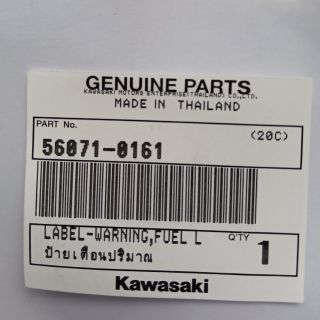 GENUINE PARTS
KAWASAKI MOTORS ENTERPRISE(THAILAND) CO.,LTD.
MADE IN THAILAND
PART No.
(20C)
56071-0161
LABEL-WARNING,FUEL L
Q'TY
1
ป้ายเตือนปริมาณ
Kawasaki